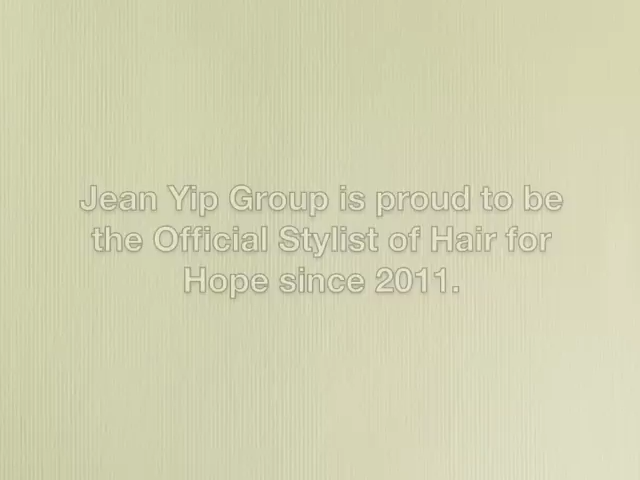 Jean Yip Group is proud to be
the Official Stylist of Hair for
Hope since 2011.